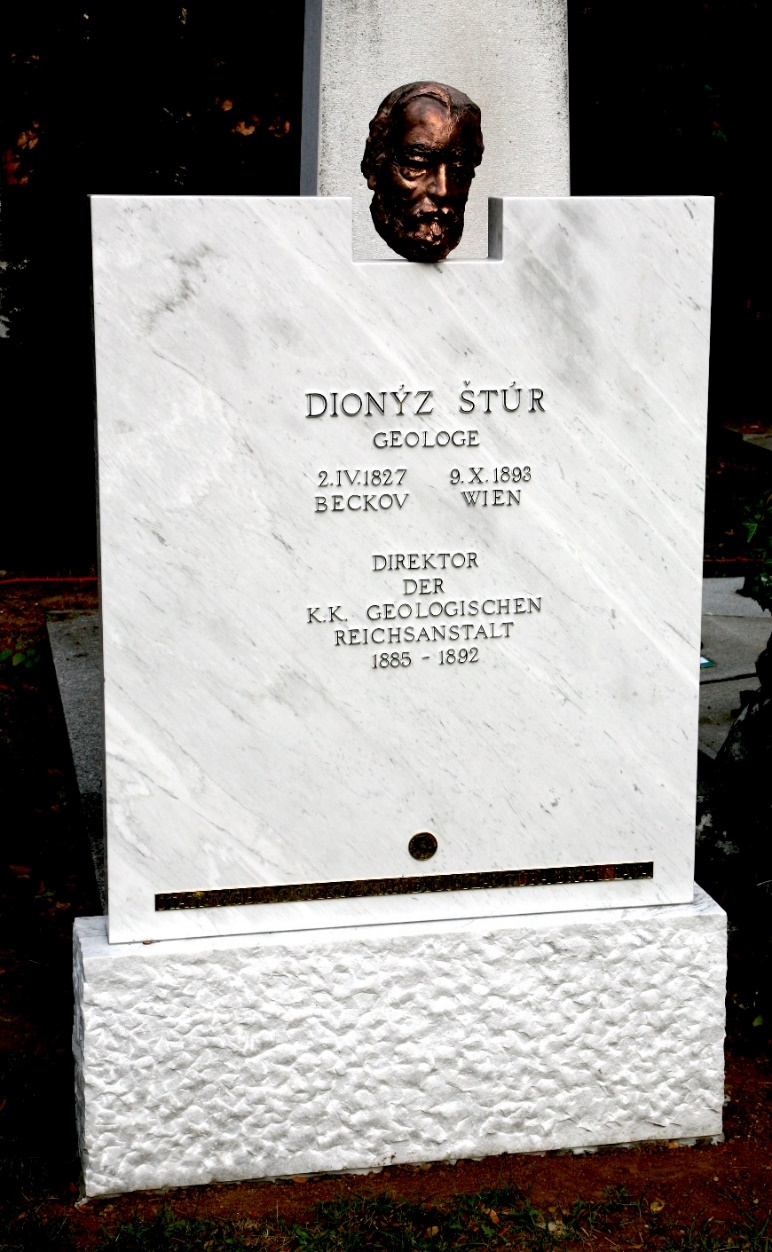 DIONÝZ ŠTÚR
GEOLOGE
2.IV.1827 9.X.1893
BECKOV WIEN
DIREKTOR
DER
K.K. GEOLOGISCHEN
REICHSANSTALT
1885 - 1892